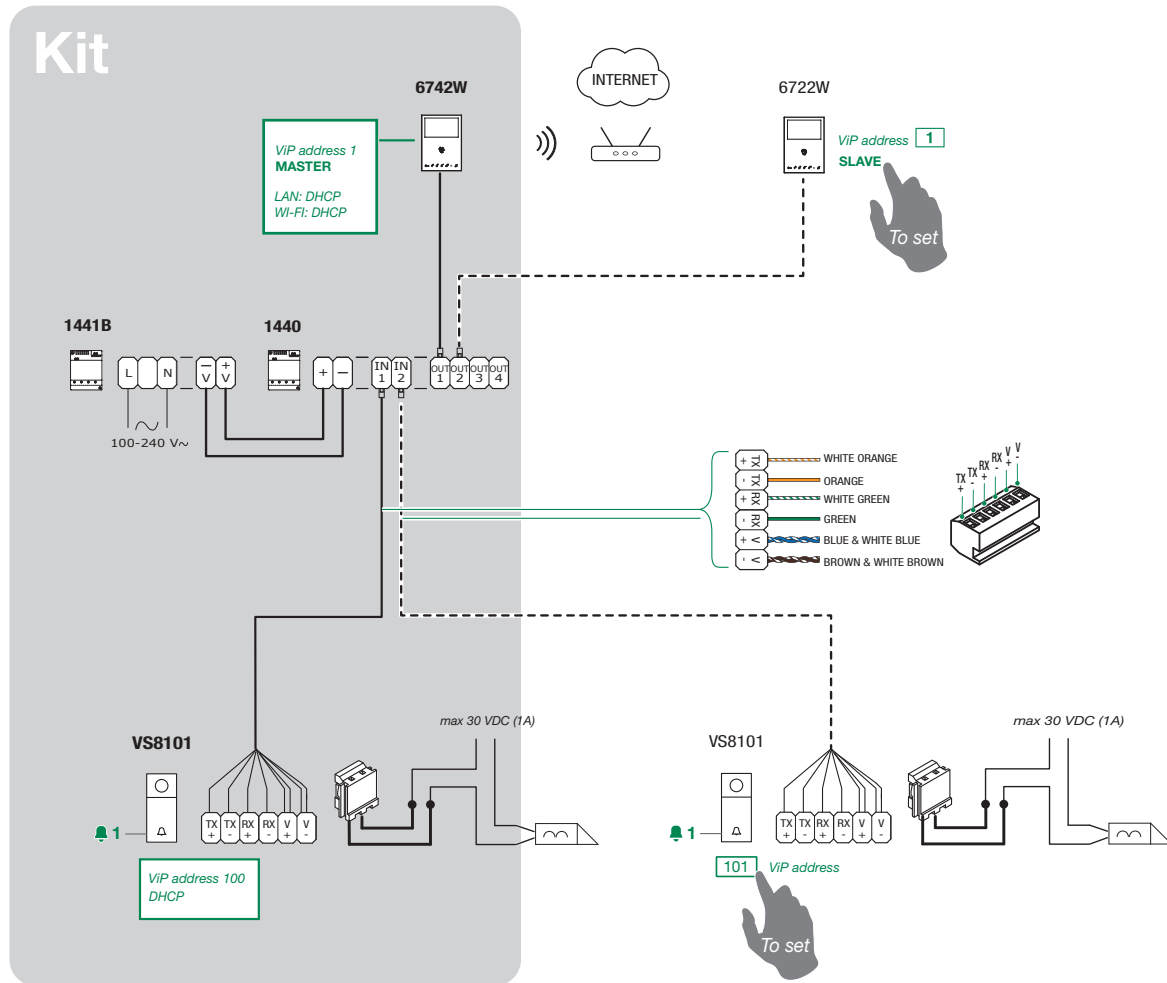 Kit
6742W
INTERNET
6722W
ViP address 1
MASTER
LAN: DHCP
WI-FI: DHCP
ViP address 1
SLAVE
To set
1441B
1440
L N
- V + V
+ -
IN 1 IN 2
OUT 1 OUT 2 OUT 3 OUT 4
100-240 V~
TX + WHITE ORANGE
TX - ORANGE
RX + WHITE GREEN
RX - GREEN
V + BLUE & WHITE BLUE
V - BROWN & WHITE BROWN
TX + TX - RX + RX - V + V -
max 30 VDC (1A)
VS8101
TX + TX - RX + RX - V + V -
1
ViP address 100
DHCP
max 30 VDC (1A)
VS8101
TX + TX - RX + RX - V + V -
1
101 ViP address
To set